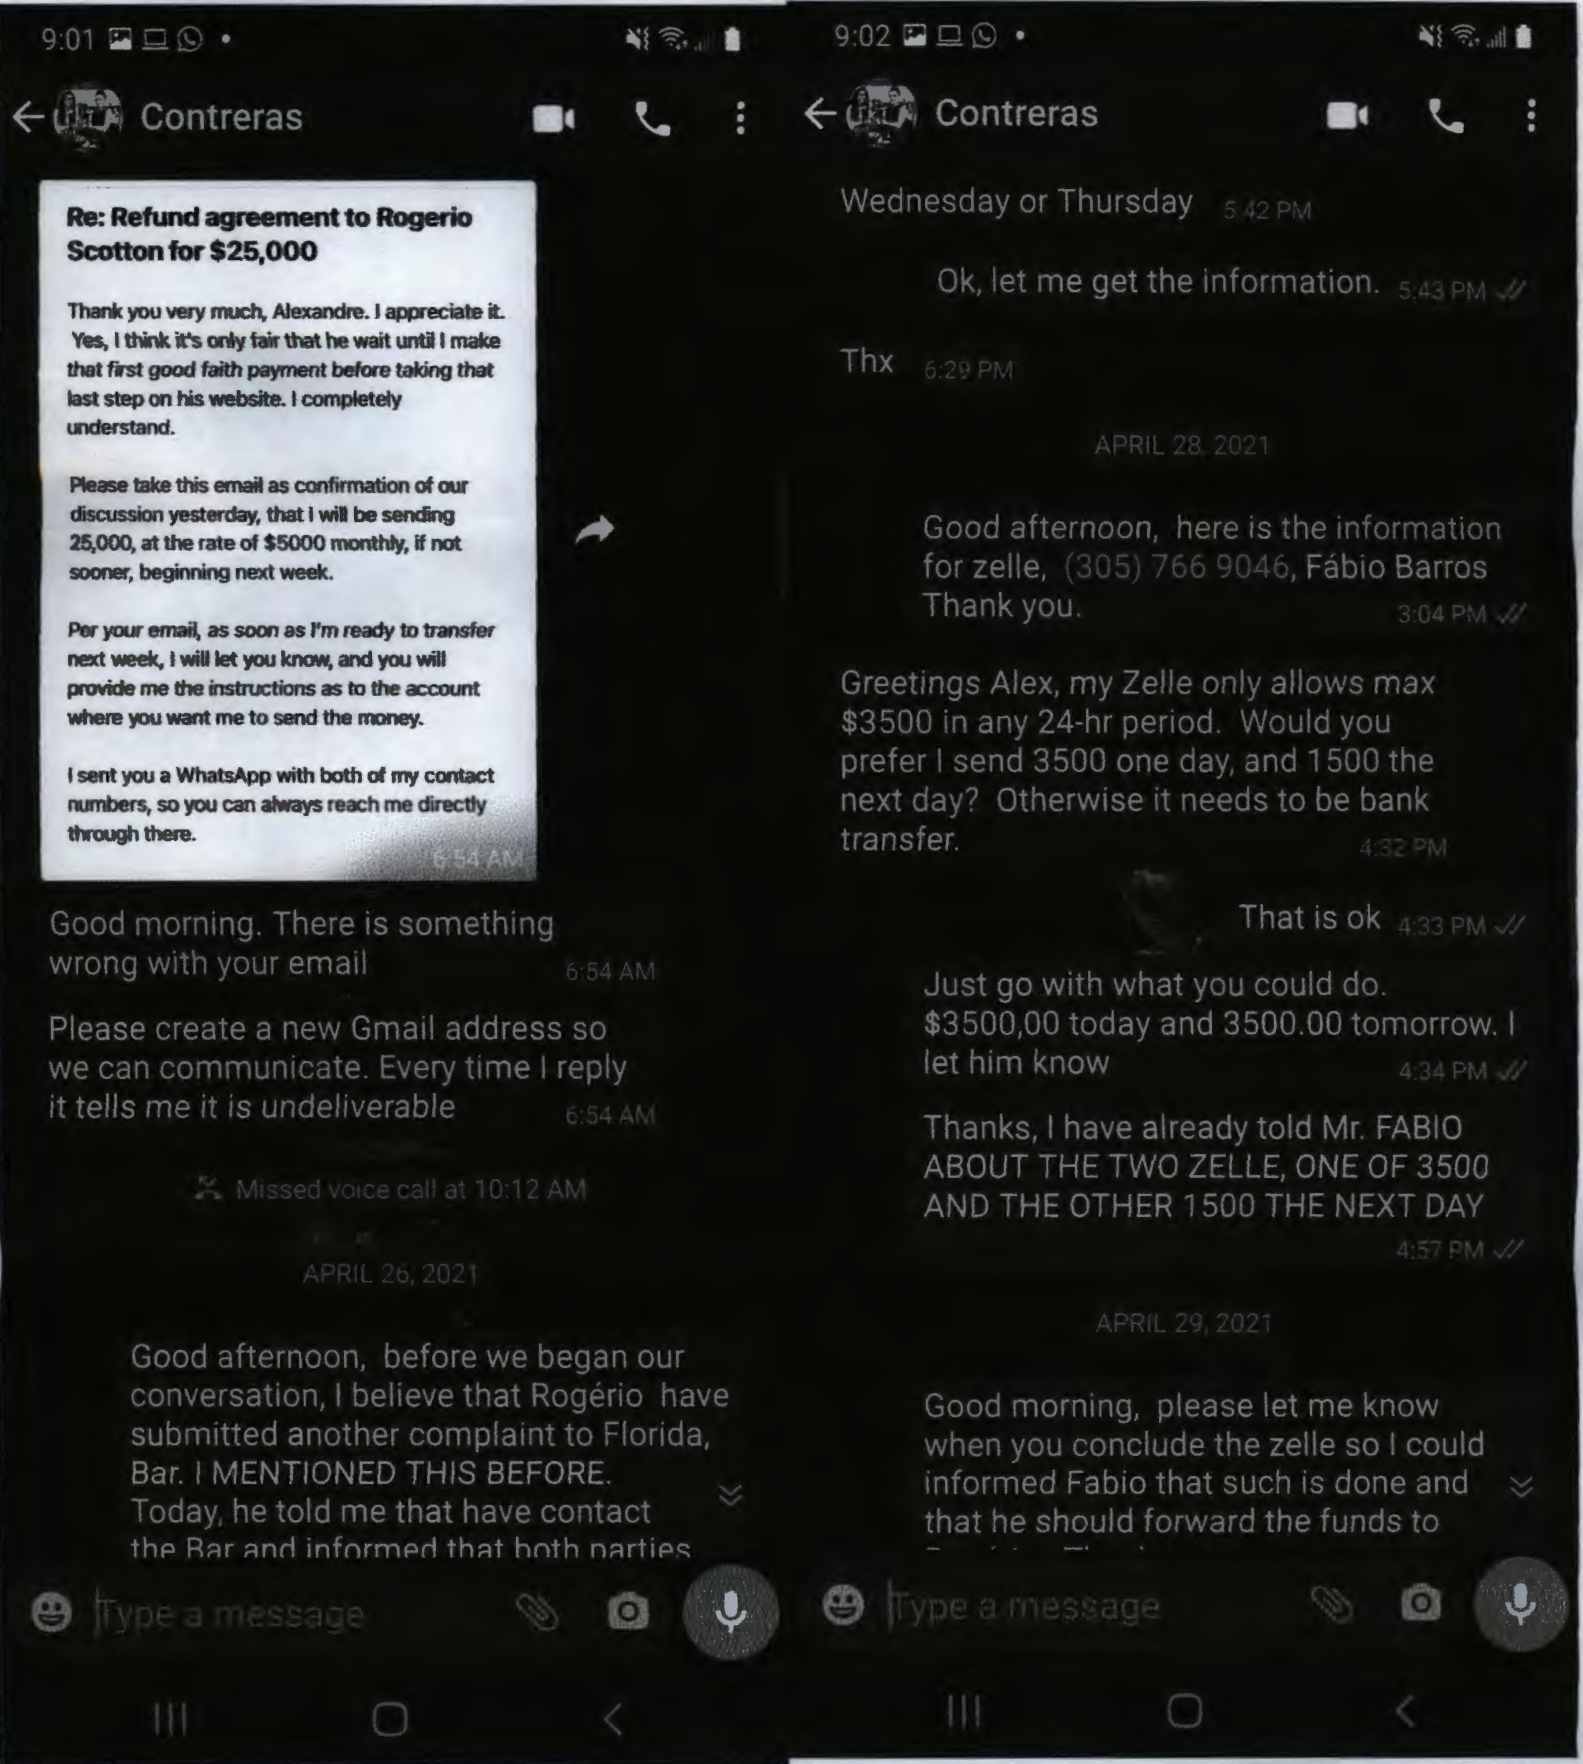 9:01
Contreras
Re: Refund agreement to Rogerio
Scotton for $25,000
Thank you very much, Alexandre. I appreciate it.
Yes, I think it's only fair that he wait until I make
that first good faith payment before taking that
last step on his website. I completely
understand.
Please take this email as confirmation of our
discussion yesterday, that I will be sending
25,000, at the rate of $5000 monthly, if not
sooner, beginning next week.
Per your email, as soon as I'm ready to transfer
next week, I will let you know, and you will
provide me the instructions as to the account
where you want me to send the money.
I sent you a WhatsApp with both of my contact
numbers, so you can always reach me directly
through there.
6:54 AM
Good morning. There is something
wrong with your email 6:54 AM
Please create a new Gmail address so
we can communicate. Every time I reply
it tells me it is undeliverable 6:54 AM
Missed voice call at 10:12 AM
APRIL 26, 2021
Good afternoon, before we began our
conversation, I believe that Rogério have
submitted another complaint to Florida,
Bar. I MENTIONED THIS BEFORE.
Today, he told me that have contact
the Bar and informed that both parties
Type a message
9:02
Contreras
Wednesday or Thursday 5:42 PM
Ok, let me get the information. 5:43 PM
Thx 6:29 PM
APRIL 28, 2021
Good afternoon, here is the information
for zelle, (305) 766 9046, Fábio Barros
Thank you. 3:04 PM
Greetings Alex, my Zelle only allows max
$3500 in any 24-hr period. Would you
prefer I send 3500 one day, and 1500 the
next day? Otherwise it needs to be bank
transfer. 4:32 PM
That is ok 4:33 PM
Just go with what you could do.
$3500,00 today and 3500.00 tomorrow. I
let him know 4:34 PM
Thanks, I have already told Mr. FABIO
ABOUT THE TWO ZELLE, ONE OF 3500
AND THE OTHER 1500 THE NEXT DAY
4:57 PM
APRIL 29, 2021
Good morning, please let me know
when you conclude the zelle so I could
informed Fabio that such is done and
that he should forward the funds to
Type a message